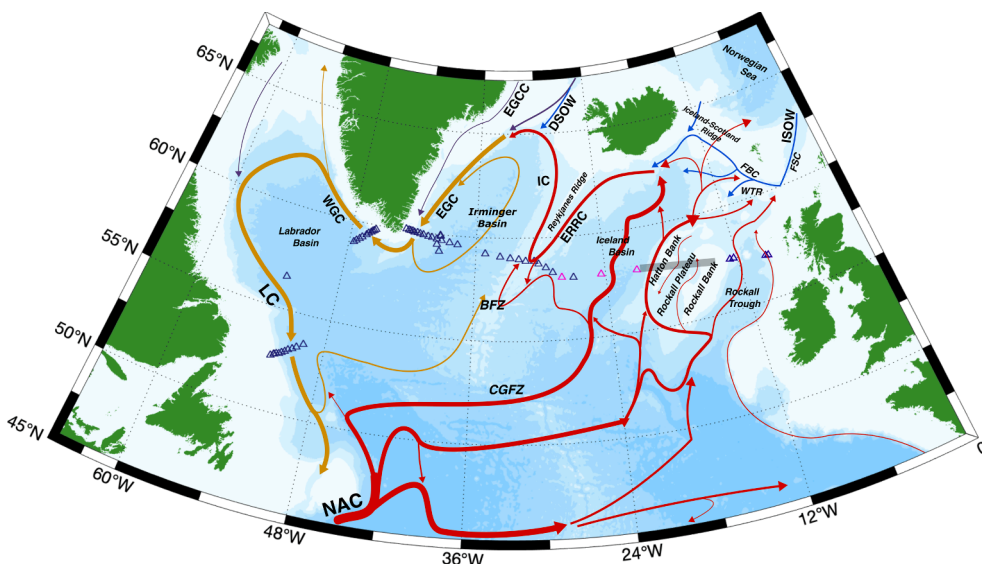 65°N
60°N
55°N
50°N
45°N
60°W
48°W
36°W
24°W
12°W
0
Norwegian
Sea
EGCC
DSOW
Iceland-Scotland
Ridge
ISOW
FSC
FBC
WTR
IC
Reykjanes Ridge
ERRC
EGC
Irminger
Basin
WGC
Labrador
Basin
Iceland
Basin
Hatton Bank
Rockall Plateau
Rockall Bank
Rockall
Trough
LC
BFZ
CGFZ
NAC